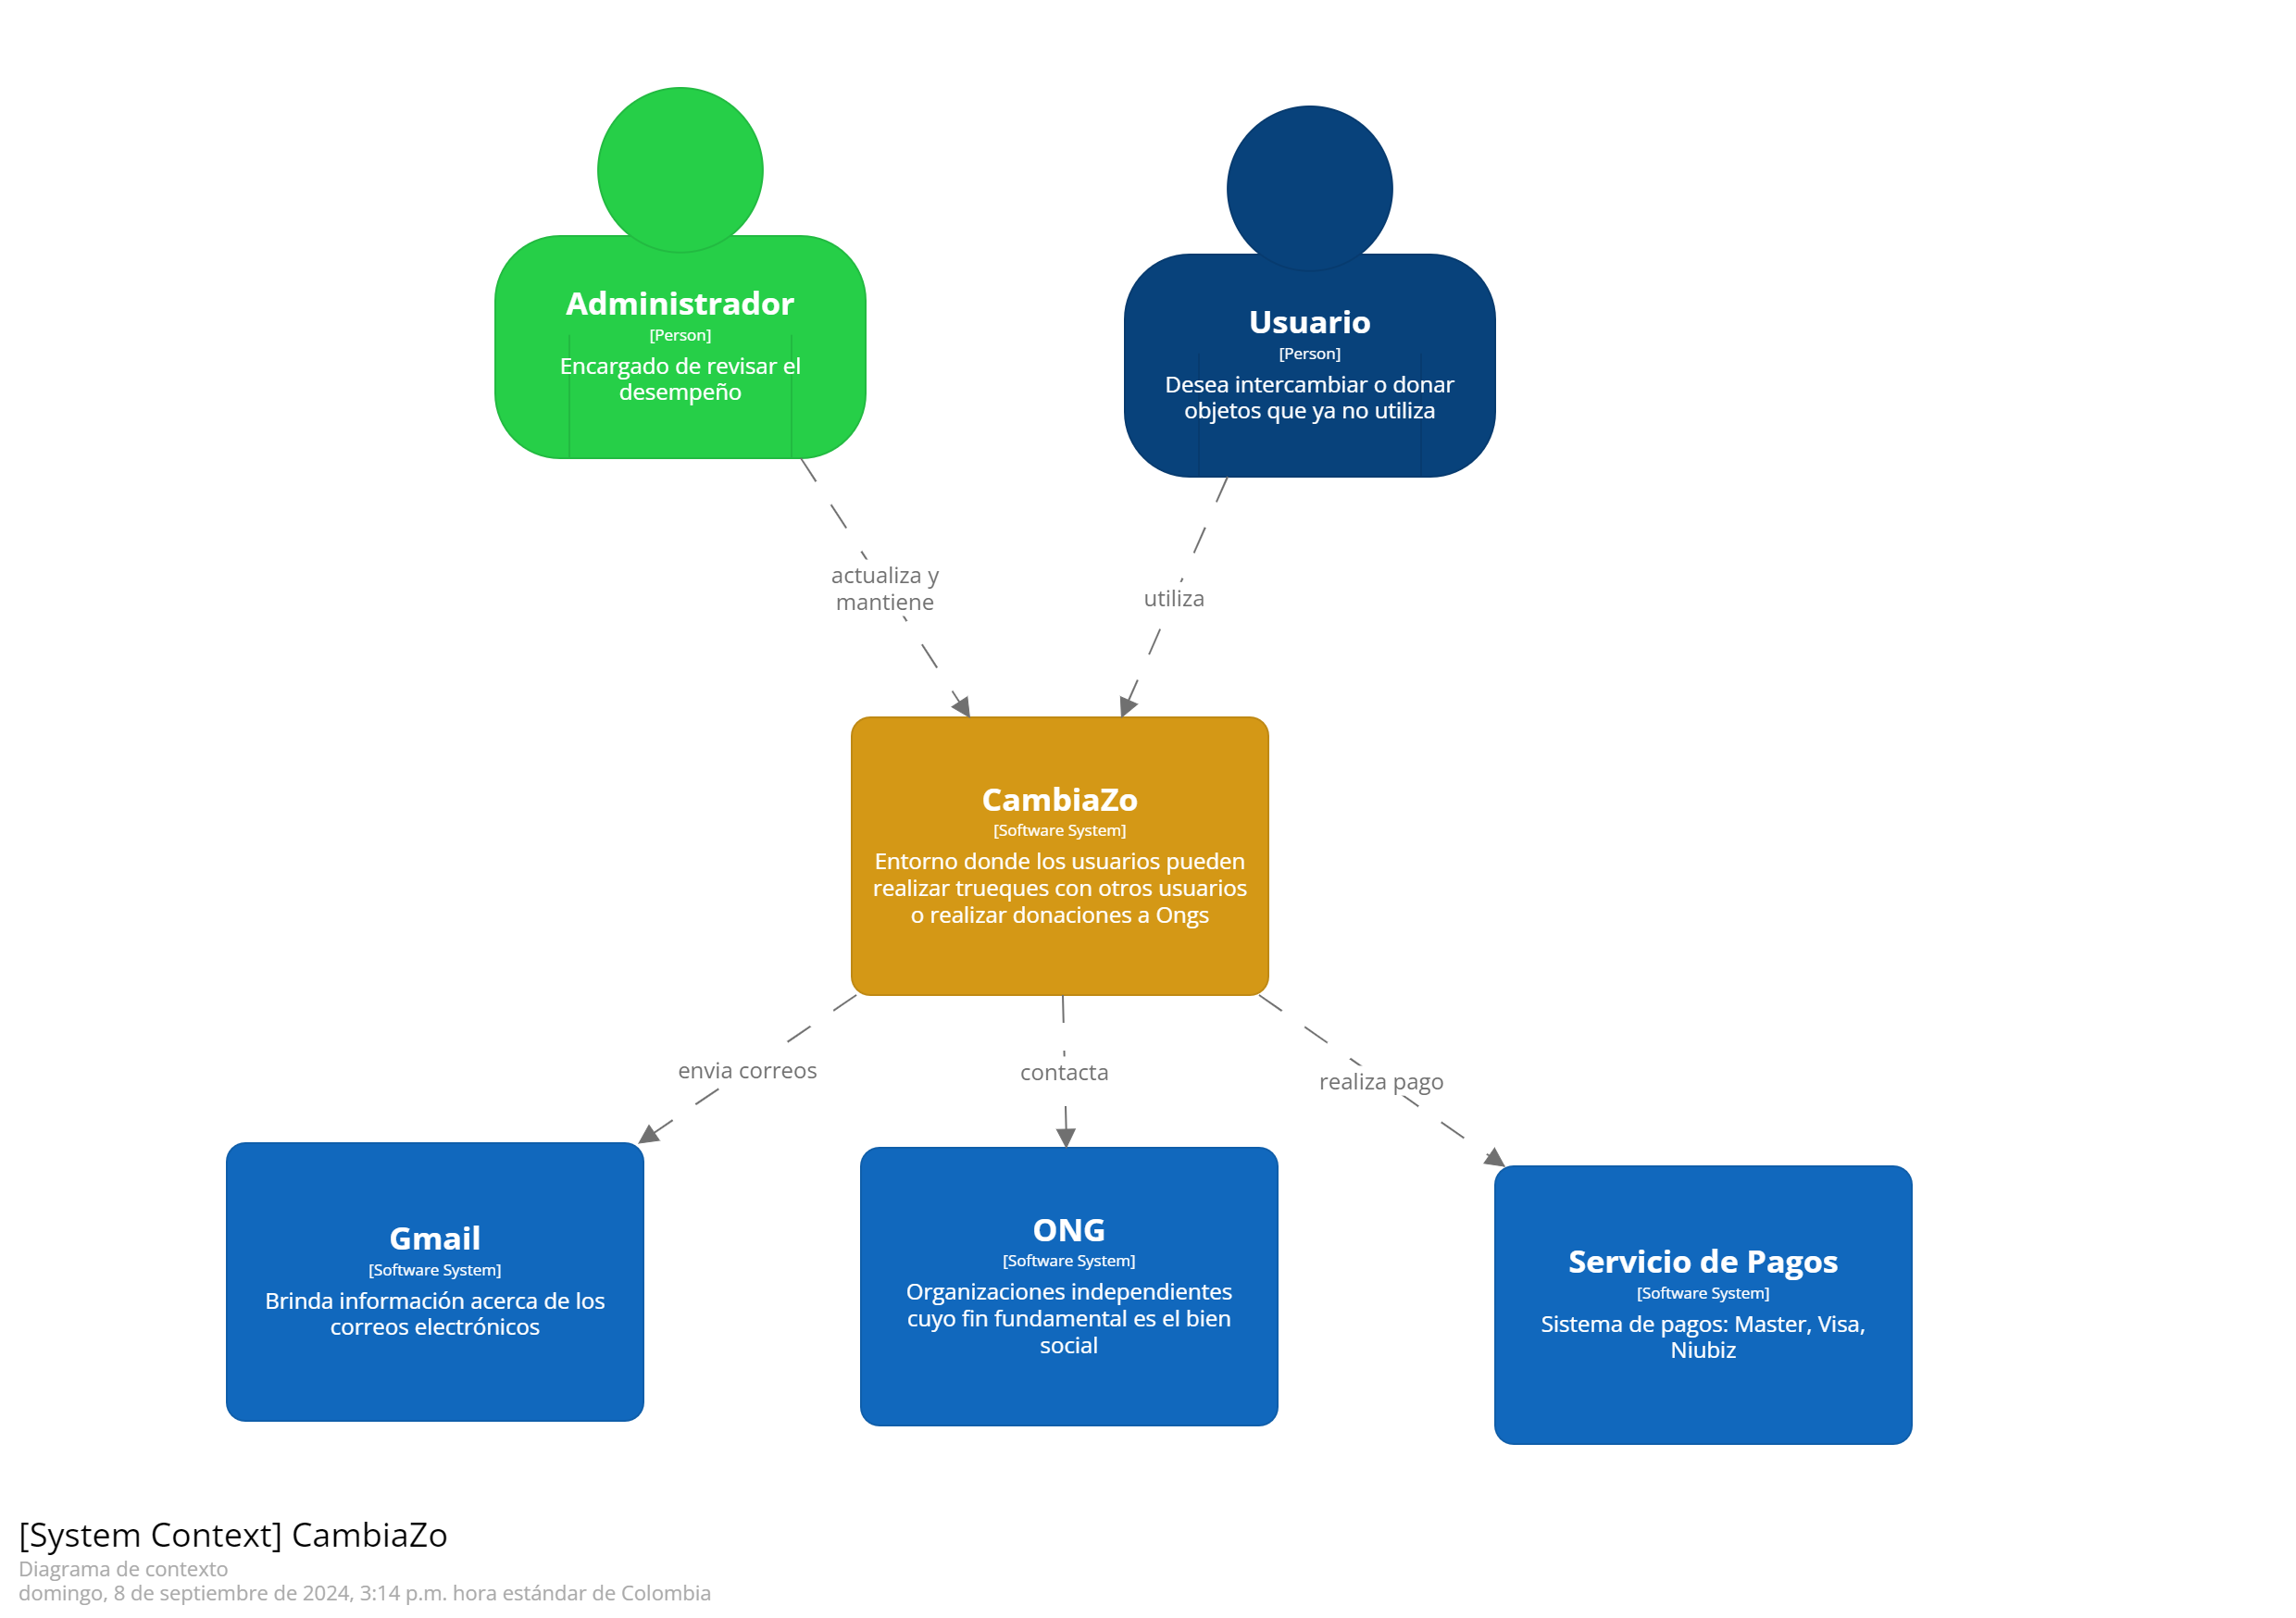 Administrador
[Person]
Encargado de revisar el
desempeño
Usuario
[Person]
Desea intercambiar o donar
objetos que ya no utiliza
actualiza y
mantiene
utiliza
CambiaZo
[Software System]
Entorno donde los usuarios pueden
realizar trueques con otros usuarios
o realizar donaciones a Ongs
envia correos
contacta
realiza pago
Gmail
[Software System]
Brinda información acerca de los
correos electrónicos
ONG
[Software System]
Organizaciones independientes
cuyo fin fundamental es el bien
social
Servicio de Pagos
[Software System]
Sistema de pagos: Master, Visa,
Niubiz
[System Context] CambiaZo
Diagrama de contexto
domingo, 8 de septiembre de 2024, 3:14 p.m. hora estándar de Colombia